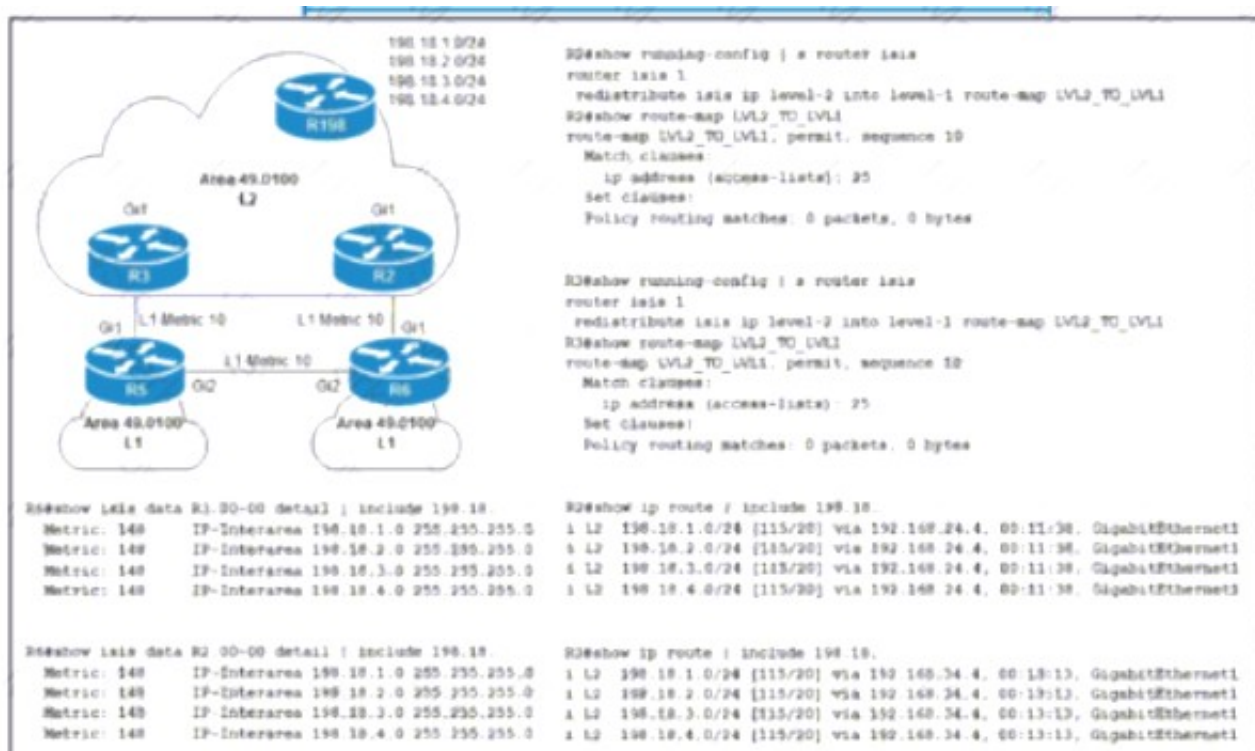 198.18.1.0/24
198.18.2.0/24
198.18.3.0/24
198.18.4.0/24
R198
Area 49.0100
L2
Gi1
Gi1
R3
R2
L1 Metric 10
L1 Metric 10
Gi1
Gi1
L1 Metric 10
R5
Gi2
Gi2
R6
Area 49.0100
L1
Area 49.0100
L1
R2#show running-config | s router isis
router isis 1
redistribute isis ip level-2 into level-1 route-map LVL2_TO_LVL1
R2#show route-map LVL2_TO_LVL1
route-map LVL2_TO_LVL1, permit, sequence 10
Match clauses:
ip address (access-lists): 25
Set clauses:
Policy routing matches: 0 packets, 0 bytes
R3#show running-config | s router isis
router isis 1
redistribute isis ip level-2 into level-1 route-map LVL2_TO_LVL1
R3#show route-map LVL2_TO_LVL1
route-map LVL2_TO_LVL1, permit, sequence 10
Match clauses:
ip address (access-lists): 25
Set clauses:
Policy routing matches: 0 packets, 0 bytes
show isis data R3.00-00 detail | include 198.18.
Metric: 148 IP-Interarea 198.18.1.0 255.255.255.0
Metric: 148 IP-Interarea 198.18.2.0 255.255.255.0
Metric: 148 IP-Interarea 198.18.3.0 255.255.255.0
Metric: 148 IP-Interarea 198.18.4.0 255.255.255.0
show isis data R2.00-00 detail | include 198.18.
Metric: 148 IP-Interarea 198.18.1.0 255.255.255.0
Metric: 148 IP-Interarea 198.18.2.0 255.255.255.0
Metric: 148 IP-Interarea 198.18.3.0 255.255.255.0
Metric: 148 IP-Interarea 198.18.4.0 255.255.255.0
R2#show ip route | include 198.18.
i L2 198.18.1.0/24 [115/20] via 192.168.24.4, 00:11:38, GigabitEthernet1
i L2 198.18.2.0/24 [115/20] via 192.168.24.4, 00:11:38, GigabitEthernet1
i L2 198.18.3.0/24 [115/20] via 192.168.24.4, 00:11:38, GigabitEthernet1
i L2 198.18.4.0/24 [115/20] via 192.168.24.4, 00:11:38, GigabitEthernet1
R3#show ip route | include 198.18.
i L2 198.18.1.0/24 [115/20] via 192.168.34.4, 00:13:13, GigabitEthernet1
i L2 198.18.2.0/24 [115/20] via 192.168.34.4, 00:13:13, GigabitEthernet1
i L2 198.18.3.0/24 [115/20] via 192.168.34.4, 00:13:13, GigabitEthernet1
i L2 198.18.4.0/24 [115/20] via 192.168.34.4, 00:13:13, GigabitEthernet1